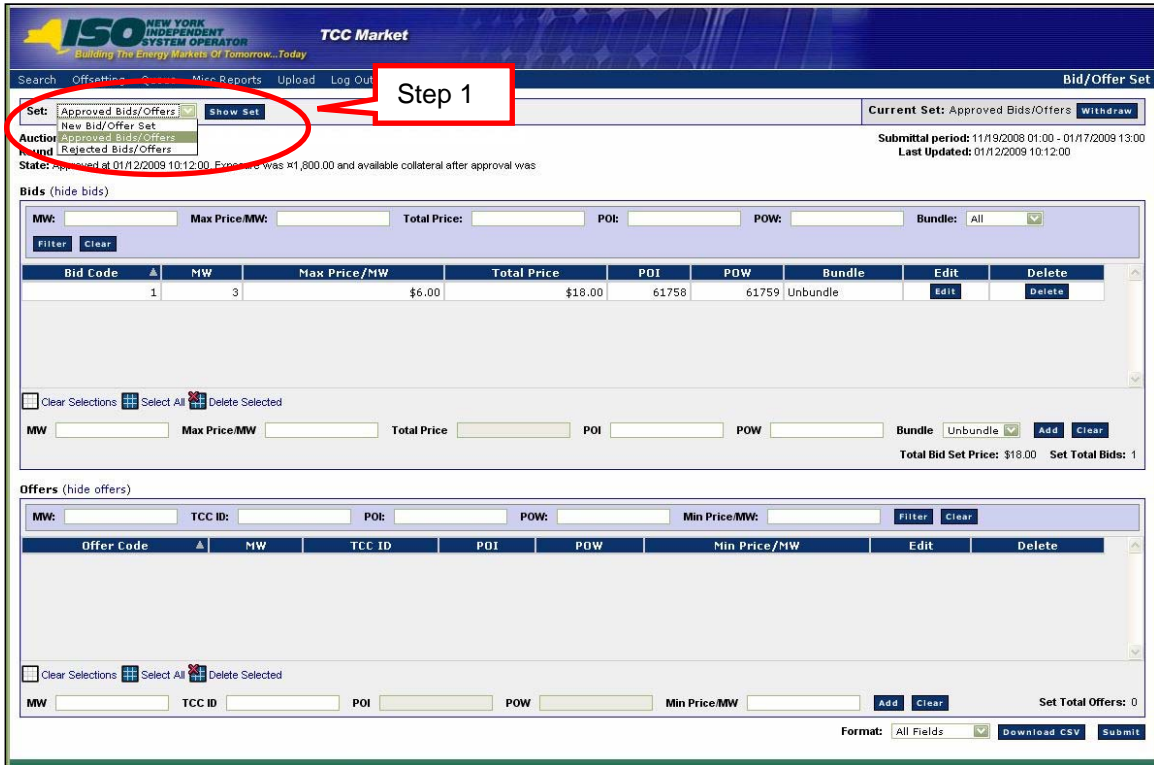 NEW YORK
ISO INDEPENDENT
SYSTEM OPERATOR
Building The Energy Markets Of Tomorrow...Today
TCC Market
Search Offsetting Queue Misc Reports Upload Log Out Bid/Offer Set
Step 1
Set: Approved Bids/Offers Show Set Current Set: Approved Bids/Offers Withdraw
New Bid/Offer Set
Approved Bids/Offers
Rejected Bids/Offers
Auction Submittal period: 11/19/2008 01:00 - 01/17/2009 13:00
Round Last Updated: 01/12/2009 10:12:00
State: Approved at 01/12/2009 10:12:00. Exposure was ¤1,800.00 and available collateral after approval was
Bids (hide bids)
MW: Max Price/MW: Total Price: POI: POW: Bundle: All
Filter Clear
Bid Code MW Max Price/MW Total Price POI POW Bundle Edit Delete
1 3 $6.00 $18.00 61758 61759 Unbundle Edit Delete
Clear Selections Select All Delete Selected
MW Max Price/MW Total Price POI POW Bundle Unbundle Add Clear
Total Bid Set Price: $18.00 Set Total Bids: 1
Offers (hide offers)
MW: TCC ID: POI: POW: Min Price/MW: Filter Clear
Offer Code MW TCC ID POI POW Min Price/MW Edit Delete
Clear Selections Select All Delete Selected
MW TCC ID POI POW Min Price/MW Add Clear Set Total Offers: 0
Format: All Fields Download CSV Submit